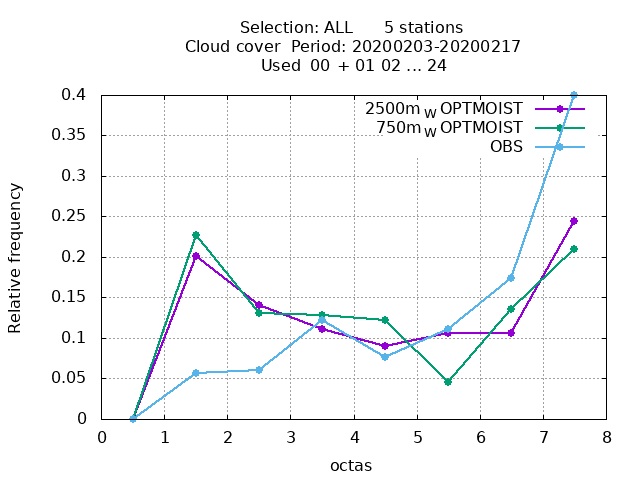 Selection: ALL      5 stations
Cloud cover  Period: 20200203-20200217
Used  00  + 01 02 ... 24
2500m W OPTMOIST
750m W OPTMOIST
OBS
Relative frequency
0.4
0.35
0.3
0.25
0.2
0.15
0.1
0.05
0
0 1 2 3 4 5 6 7 8
octas